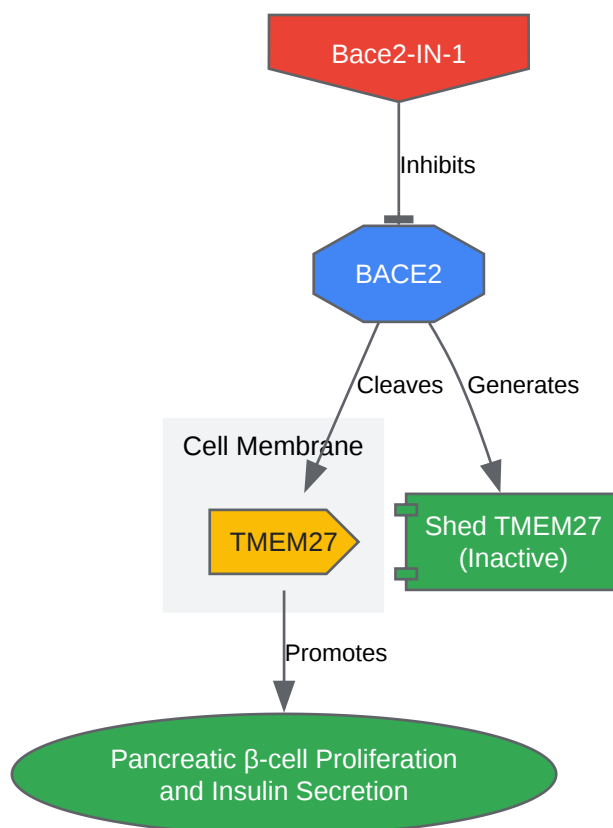 Bace2-IN-1
Inhibits
BACE2
Cleaves
Generates
Cell Membrane
TMEM27
Shed TMEM27
(Inactive)
Promotes
Pancreatic β-cell Proliferation
and Insulin Secretion